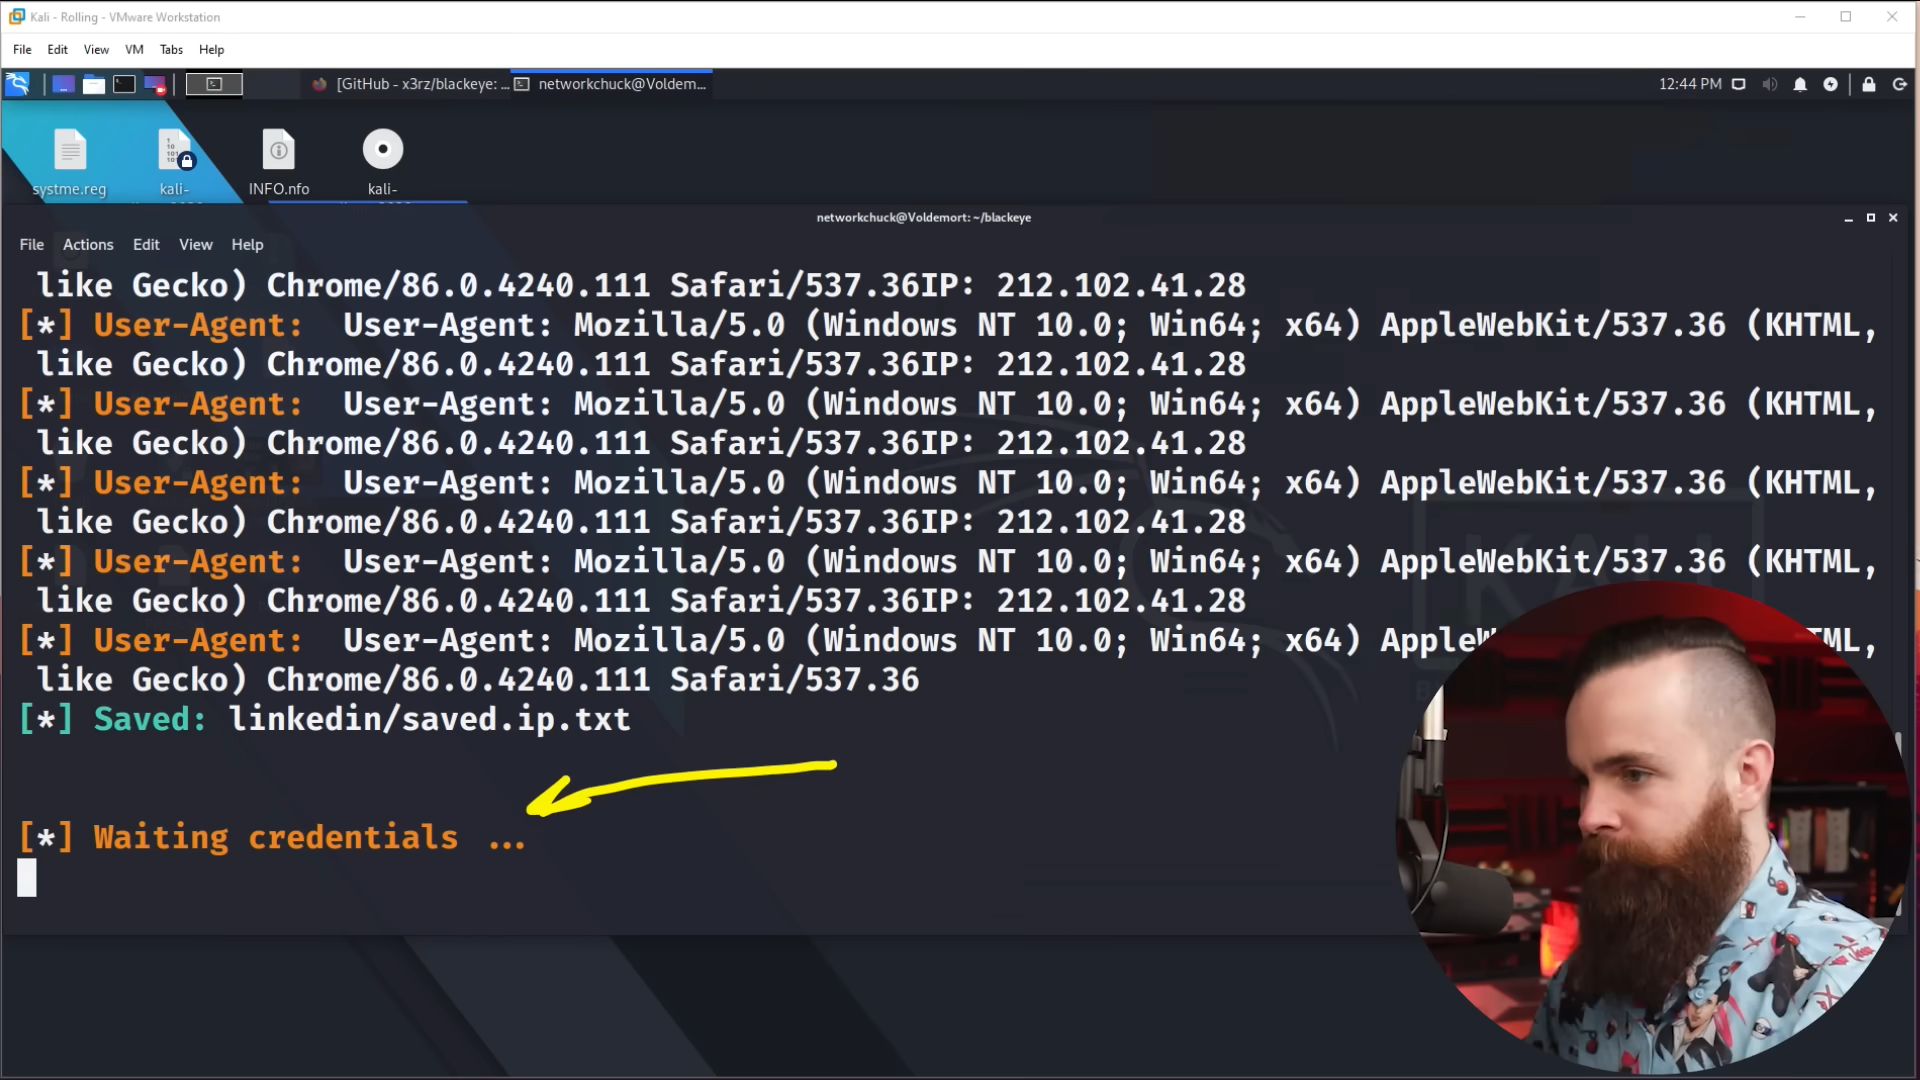 Kali - Rolling - VMware Workstation
File Edit View VM Tabs Help
[GitHub - x3rz/blackeye: ... networkchuck@Voldem... 12:44 PM
systme.reg kali- INFO.nfo kali-
networkchuck@Voldemort: ~/blackeye
File Actions Edit View Help
like Gecko) Chrome/86.0.4240.111 Safari/537.36IP: 212.102.41.28
[*] User-Agent:  User-Agent: Mozilla/5.0 (Windows NT 10.0; Win64; x64) AppleWebKit/537.36 (KHTML,
like Gecko) Chrome/86.0.4240.111 Safari/537.36IP: 212.102.41.28
[*] User-Agent:  User-Agent: Mozilla/5.0 (Windows NT 10.0; Win64; x64) AppleWebKit/537.36 (KHTML,
like Gecko) Chrome/86.0.4240.111 Safari/537.36IP: 212.102.41.28
[*] User-Agent:  User-Agent: Mozilla/5.0 (Windows NT 10.0; Win64; x64) AppleWebKit/537.36 (KHTML,
like Gecko) Chrome/86.0.4240.111 Safari/537.36IP: 212.102.41.28
[*] User-Agent:  User-Agent: Mozilla/5.0 (Windows NT 10.0; Win64; x64) AppleWebKit/537.36 (KHTML,
like Gecko) Chrome/86.0.4240.111 Safari/537.36IP: 212.102.41.28
[*] User-Agent:  User-Agent: Mozilla/5.0 (Windows NT 10.0; Win64; x64) AppleW ML,
like Gecko) Chrome/86.0.4240.111 Safari/537.36
[*] Saved: linkedin/saved.ip.txt
[*] Waiting credentials ...
KALI